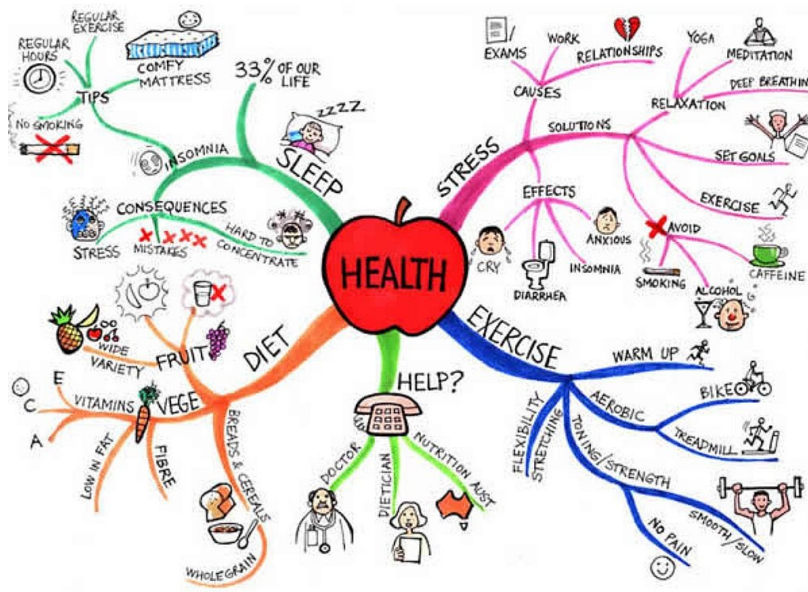 HEALTH
SLEEP
33% OF OUR
LIFE
ZZZZ
INSOMNIA
TIPS
REGULAR
HOURS
REGULAR
EXERCISE
COMFY
MATTRESS
NO SMOKING
CONSEQUENCES
STRESS
MISTAKES
HARD TO
CONCENTRATE
STRESS
CAUSES
EXAMS
WORK
RELATIONSHIPS
SOLUTIONS
RELAXATION
YOGA
MEDITATION
DEEP BREATHIN
SET GOALS
EXERCISE
AVOID
SMOKING
ALCOHOL
CAFFEINE
EFFECTS
CRY
DIARRHEA
INSOMNIA
ANXIOUS
DIET
FRUIT
WIDE
VARIETY
VEGE
VITAMINS
E
C
A
LOW IN FAT
FIBRE
BREADS & CEREALS
WHOLEGRAIN
HELP?
DOCTOR
DIETICIAN
NUTRITION AUST
EXERCISE
WARM UP
AEROBIC
BIKE
TREADMILL
TONING/STRENGTH
SMOOTH/SLOW
NO PAIN
FLEXIBILITY
STRETCHING